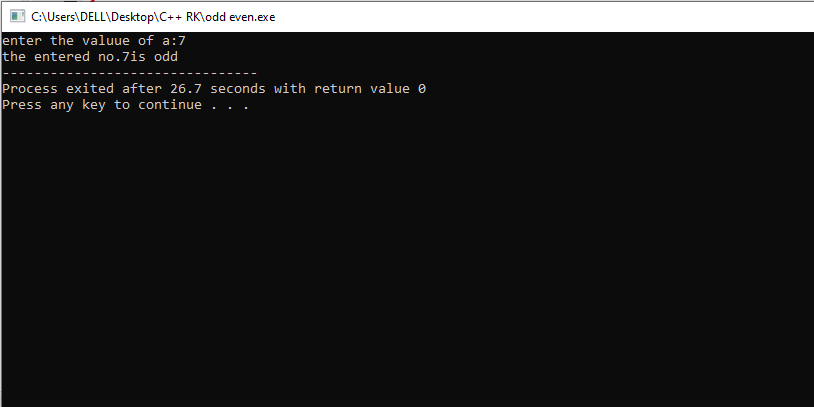 C:\Users\DELL\Desktop\C++ RK\odd even.exe
enter the valuue of a:7
the entered no.7is odd
--------------------------------
Process exited after 26.7 seconds with return value 0
Press any key to continue . . .